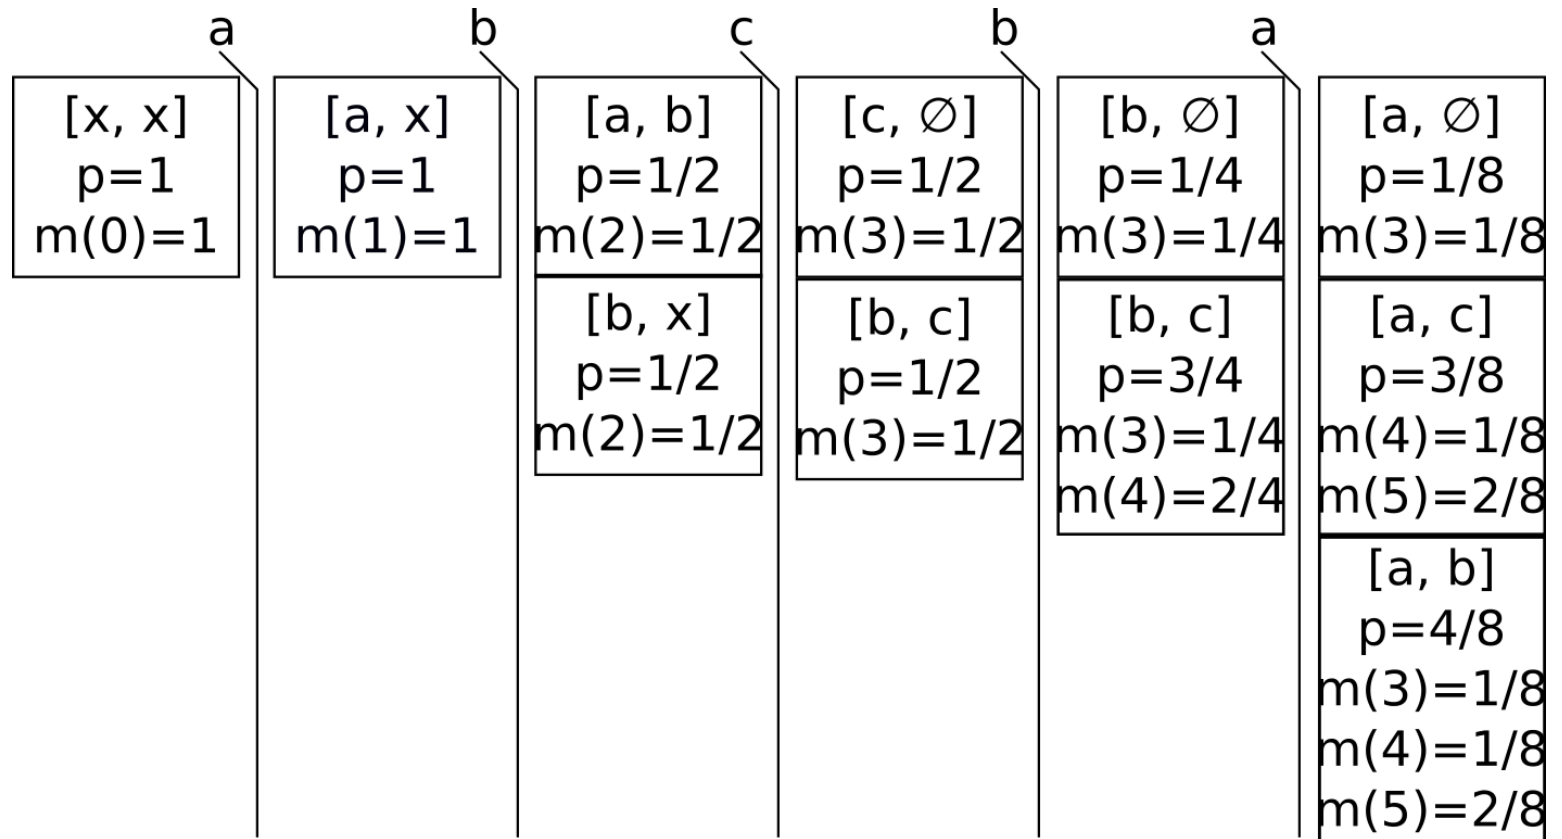 a
b
c
b
a
[x, x]
p=1
m(0)=1
[a, x]
p=1
m(1)=1
[a, b]
p=1/2
m(2)=1/2
[b, x]
p=1/2
m(2)=1/2
[c, ∅]
p=1/2
m(3)=1/2
[b, c]
p=1/2
m(3)=1/2
[b, ∅]
p=1/4
m(3)=1/4
[b, c]
p=3/4
m(3)=1/4
m(4)=2/4
[a, ∅]
p=1/8
m(3)=1/8
[a, c]
p=3/8
m(4)=1/8
m(5)=2/8
[a, b]
p=4/8
m(3)=1/8
m(4)=1/8
m(5)=2/8